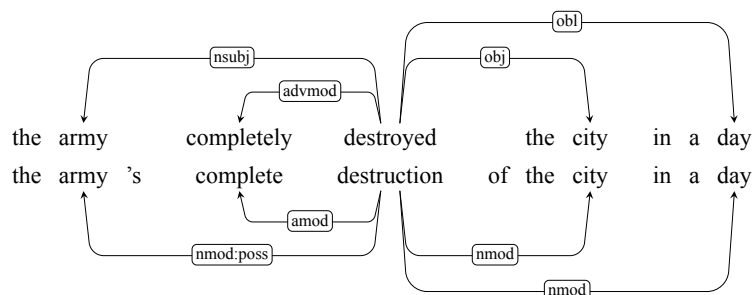 obl
nsubj obj
advmod
the army completely destroyed the city in a day
the army ’s complete destruction of the city in a day
amod
nmod:poss nmod
nmod